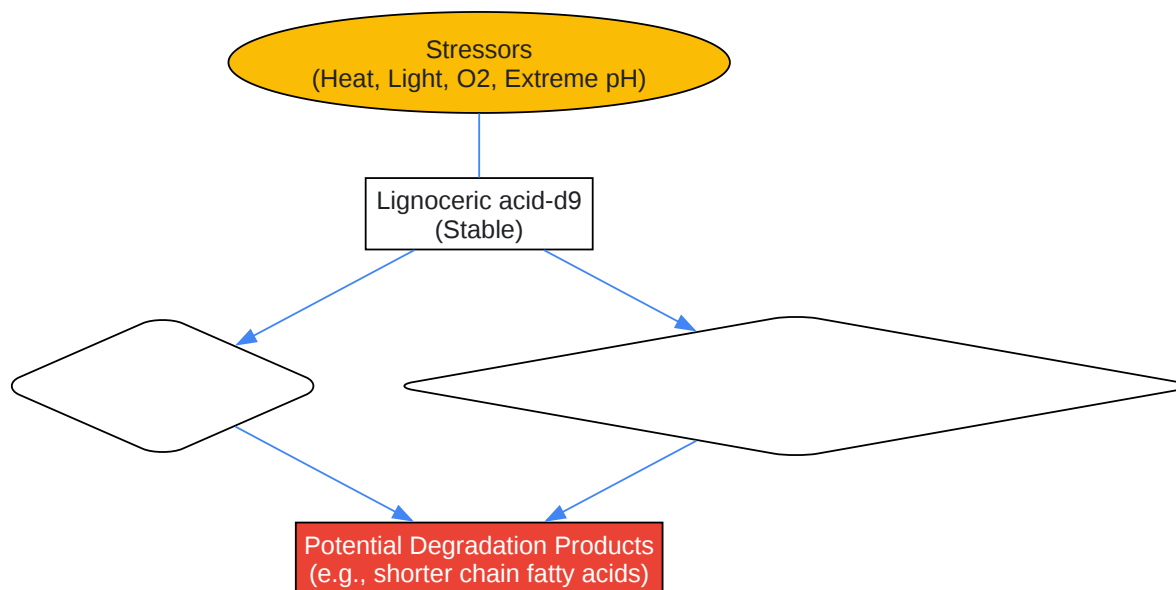 Stressors
(Heat, Light, O2, Extreme pH)
Lignoceric acid-d9
(Stable)
Potential Degradation Products
(e.g., shorter chain fatty acids)